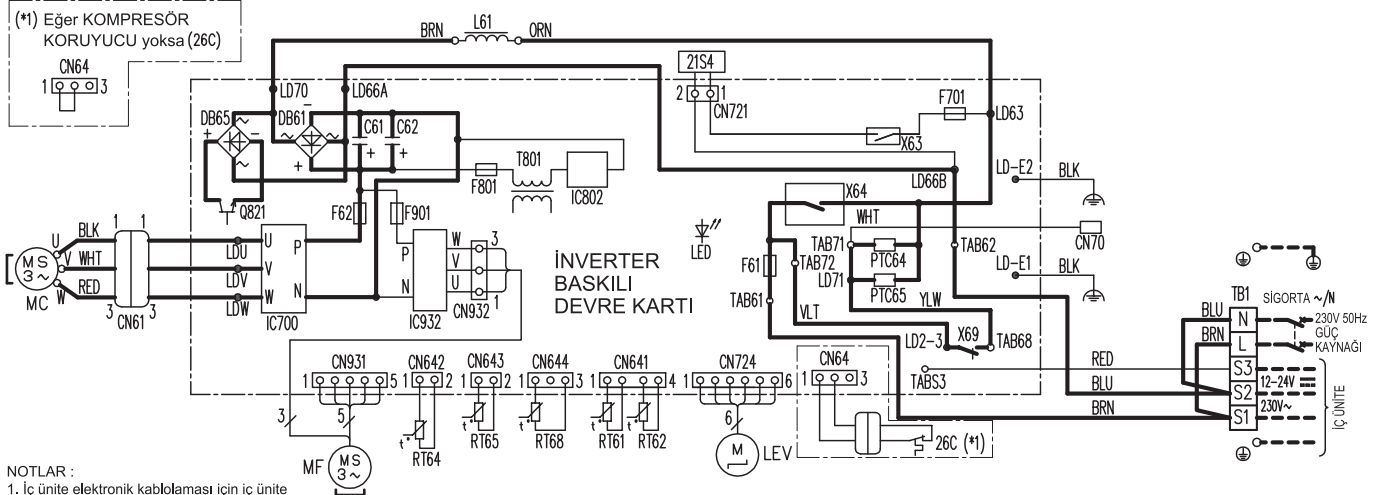 (*1) Eğer KOMPRESÖR
KORUYUCU yoksa (26C)
CN64
1 3
BRN L61 ORN
LD70 LD66A
DB65 DB61
~ - ~
+ - ~
~ +
C61 C62
+ +
21S4
2 1
CN721
F701
LD63
X63
T801
F801
IC802
Q821
F62 F901
LD66B
LD-E2 BLK
X64
WHT
CN70
LED
TAB71
PTC64
TAB62
F61
TAB72
LD71
PTC65
LD-E1 BLK
TAB61
VLT
YLW
LD2-3 X69 TAB68
U BLK 1 1
MS
3~
V WHT
W RED
MC
3 3
CN61
LDU U P
LDV V
LDW W N
IC700
P W 3
V
N U 1
IC932 CN932
İNVERTER
BASKILI
DEVRE KARTI
TB1
SİGORTA ~/N
BLU N 230V 50Hz
BRN L GÜÇ
KAYNAĞI
RED S3
TABS3
BLU S2 12-24V
BRN S1 230V~
İÇ ÜNİTE
CN931
1 5
CN642
1 2
CN643
1 2
CN644
1 3
CN641
1 4
CN724
1 6
CN64
1 3
3 5 6
t° RT64
t° RT65
t° RT68
t° RT61
t° RT62
MF MS
3~
M LEV
26C (*1)
NOTLAR :
1. İç ünite elektronik kablolaması için iç ünite